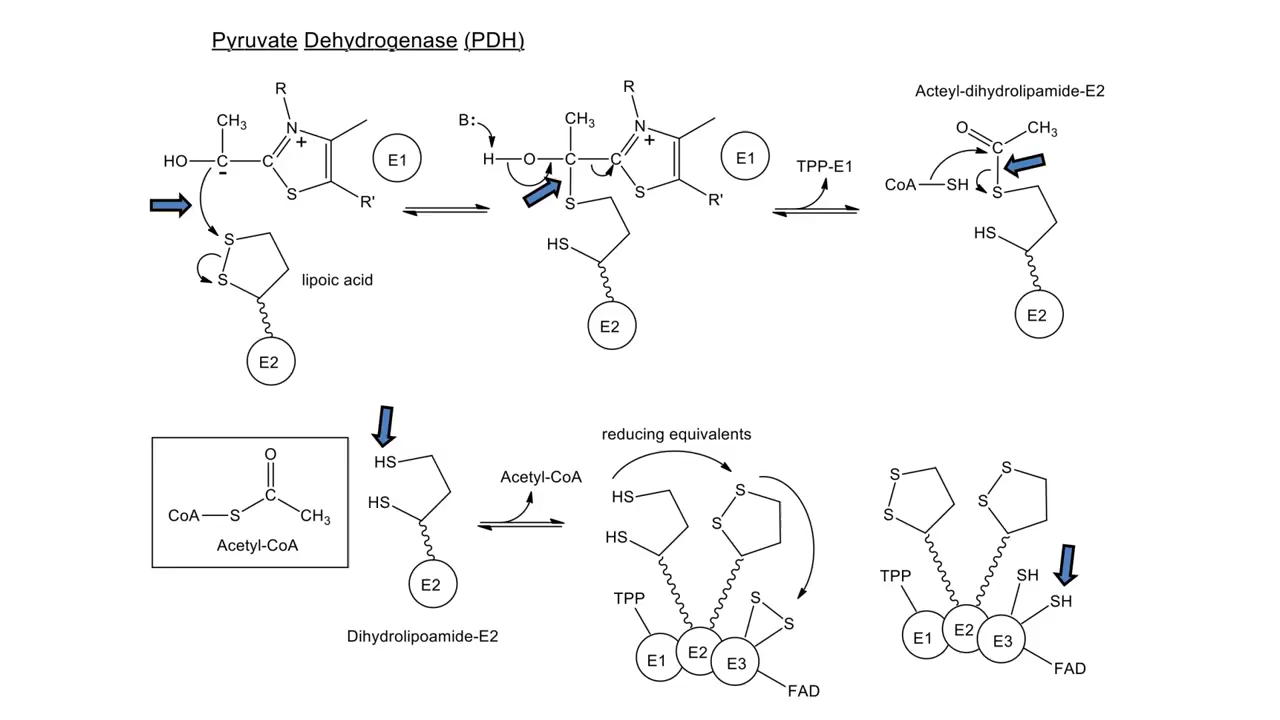 Pyruvate Dehydrogenase (PDH)
R
CH3
N
+
HO
C
-
C
S
R'
E1
S
S
lipoic acid
E2
B:
R
CH3
N
+
H
O
C
C
S
R'
E1
S
HS
E2
TPP-E1
Acteyl-dihydrolipamide-E2
O
CH3
C
CoA
SH
S
HS
E2
O
C
CoA
S
CH3
Acetyl-CoA
HS
HS
E2
Dihydrolipoamide-E2
Acetyl-CoA
reducing equivalents
HS
S
S
HS
TPP
S
S
E1
E2
E3
FAD
S
S
S
S
TPP
SH
SH
E1
E2
E3
FAD